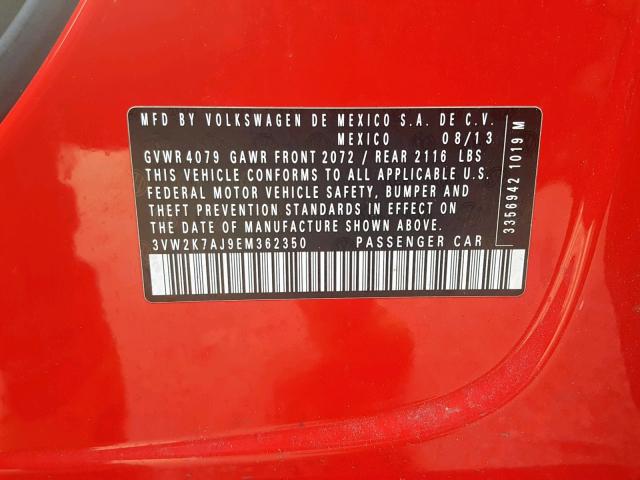 MFD BY VOLKSWAGEN DE MEXICO S.A. DE C.V.
MEXICO 08/13
GVWR 4079 GAWR FRONT 2072 / REAR 2116 LBS
THIS VEHICLE CONFORMS TO ALL APPLICABLE U.S.
FEDERAL MOTOR VEHICLE SAFETY, BUMPER AND
THEFT PREVENTION STANDARDS IN EFFECT ON
THE DATE OF MANUFACTURE SHOWN ABOVE.
3VW2K7AJ9EM362350 PASSENGER CAR
3356942 1019 M